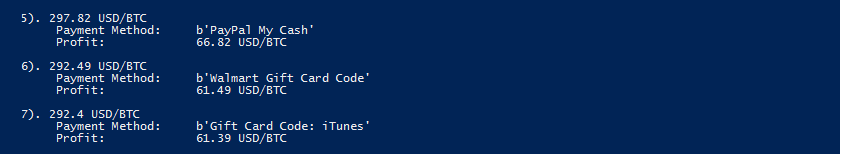 5). 297.82 USD/BTC
Payment Method: b'PayPal My Cash'
Profit: 66.82 USD/BTC
6). 292.49 USD/BTC
Payment Method: b'Walmart Gift Card Code'
Profit: 61.49 USD/BTC
7). 292.4 USD/BTC
Payment Method: b'Gift Card Code: iTunes'
Profit: 61.39 USD/BTC